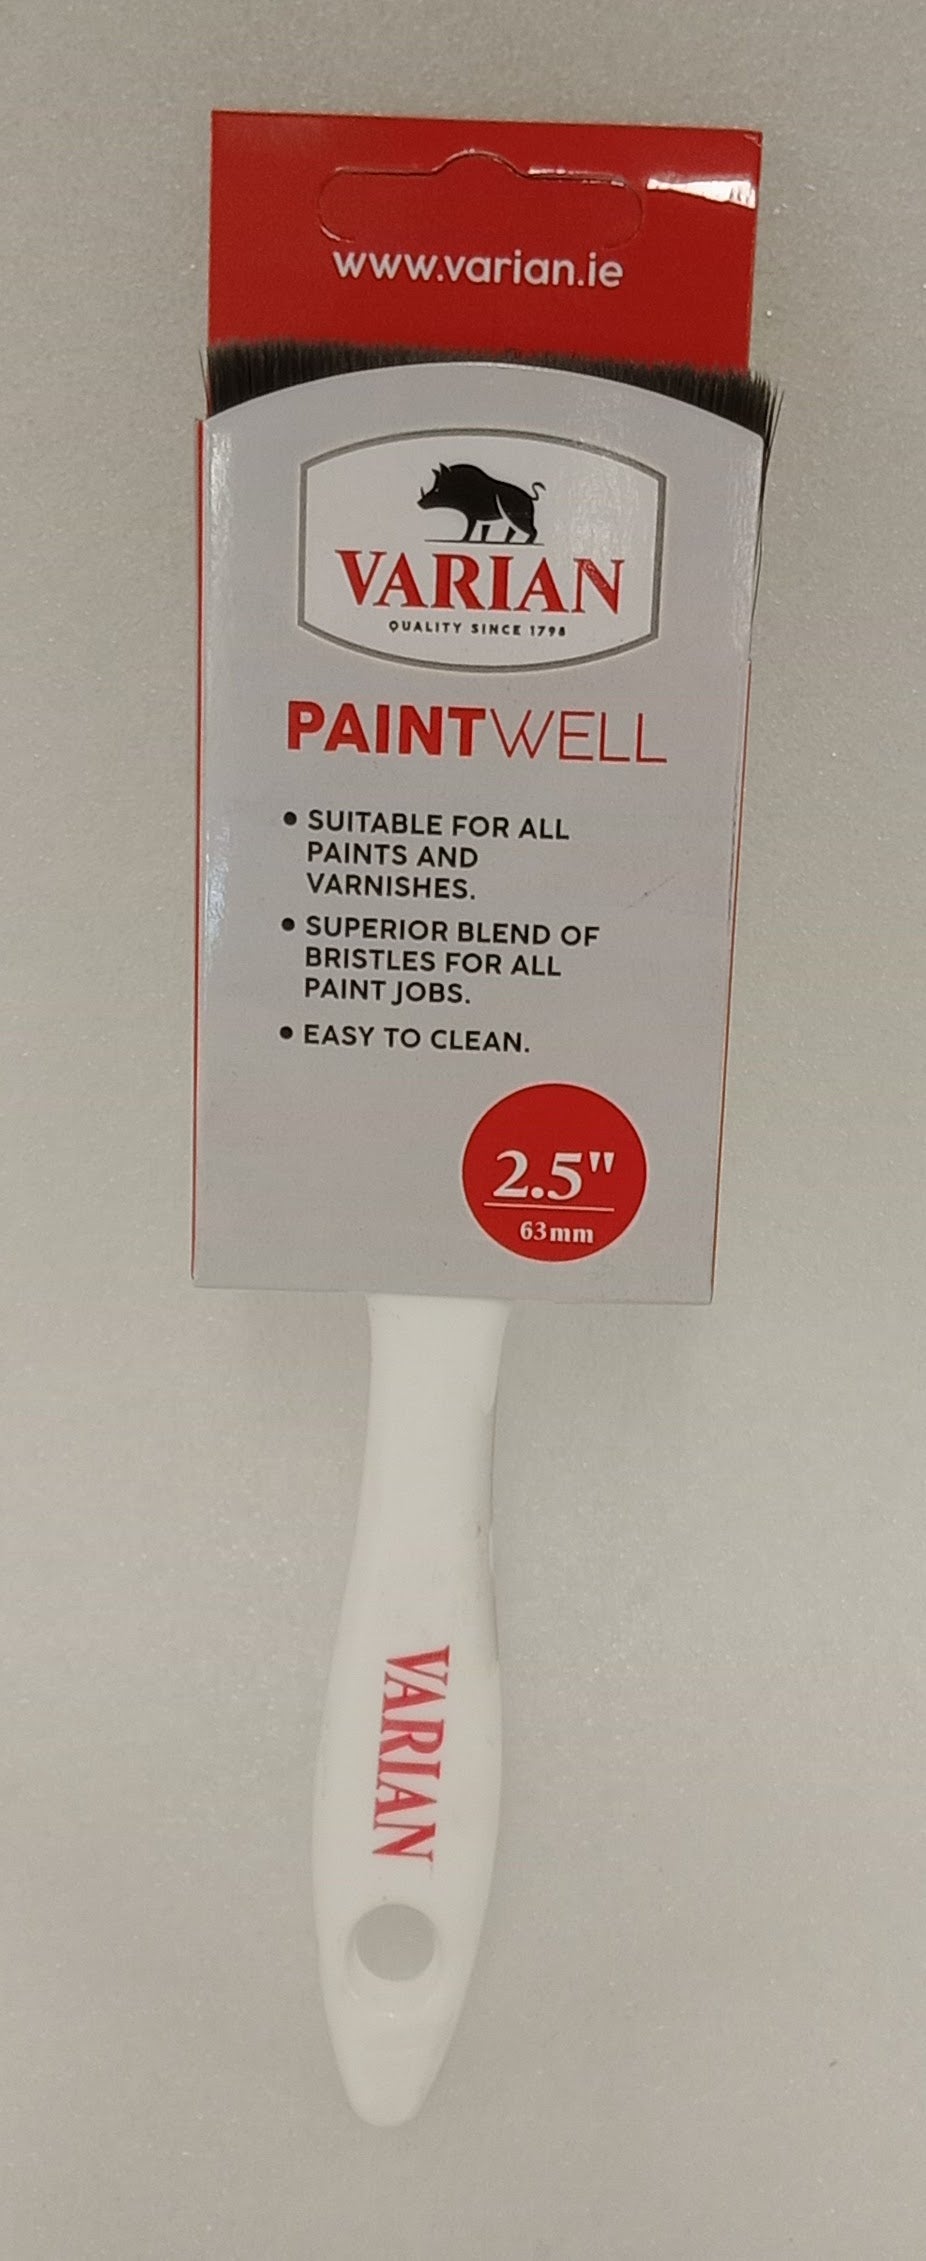 www.varian.ie
VARIAN
QUALITY SINCE 1798
PAINTWELL
• SUITABLE FOR ALL
PAINTS AND
VARNISHES.
• SUPERIOR BLEND OF
BRISTLES FOR ALL
PAINT JOBS.
• EASY TO CLEAN.
2.5"
63mm
VARIAN